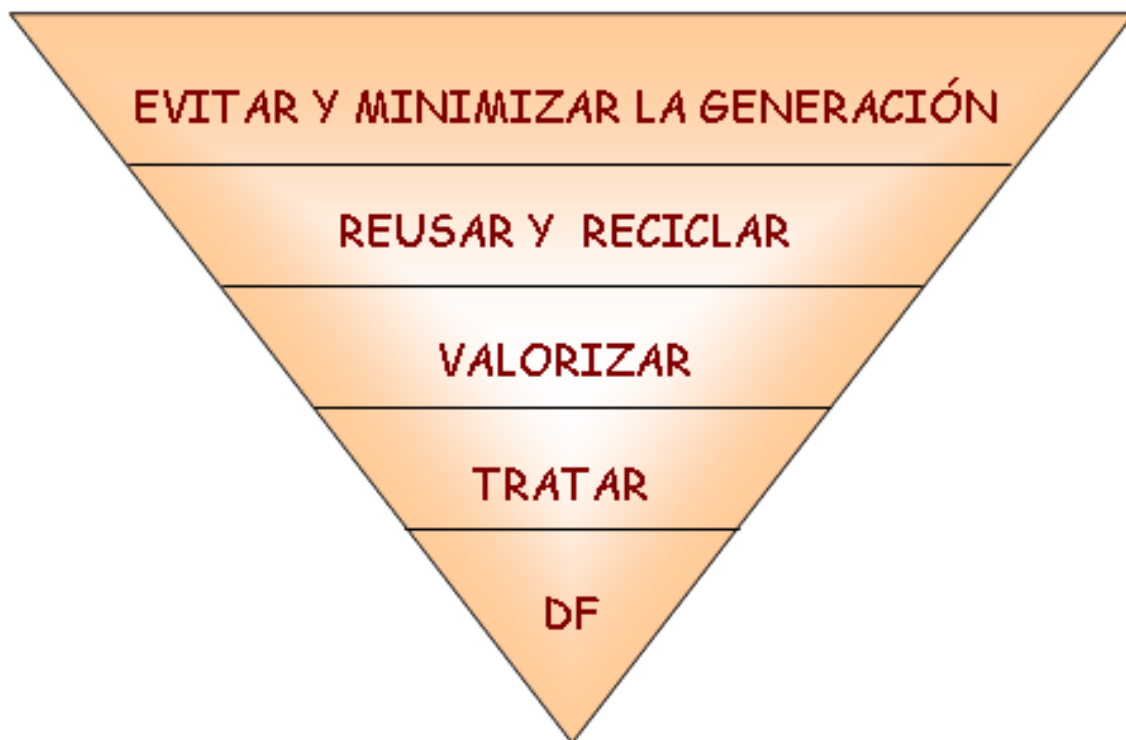 EVITAR Y MINIMIZAR LA GENERACIÓN
REUSAR Y RECICLAR
VALORIZAR
TRATAR
DF